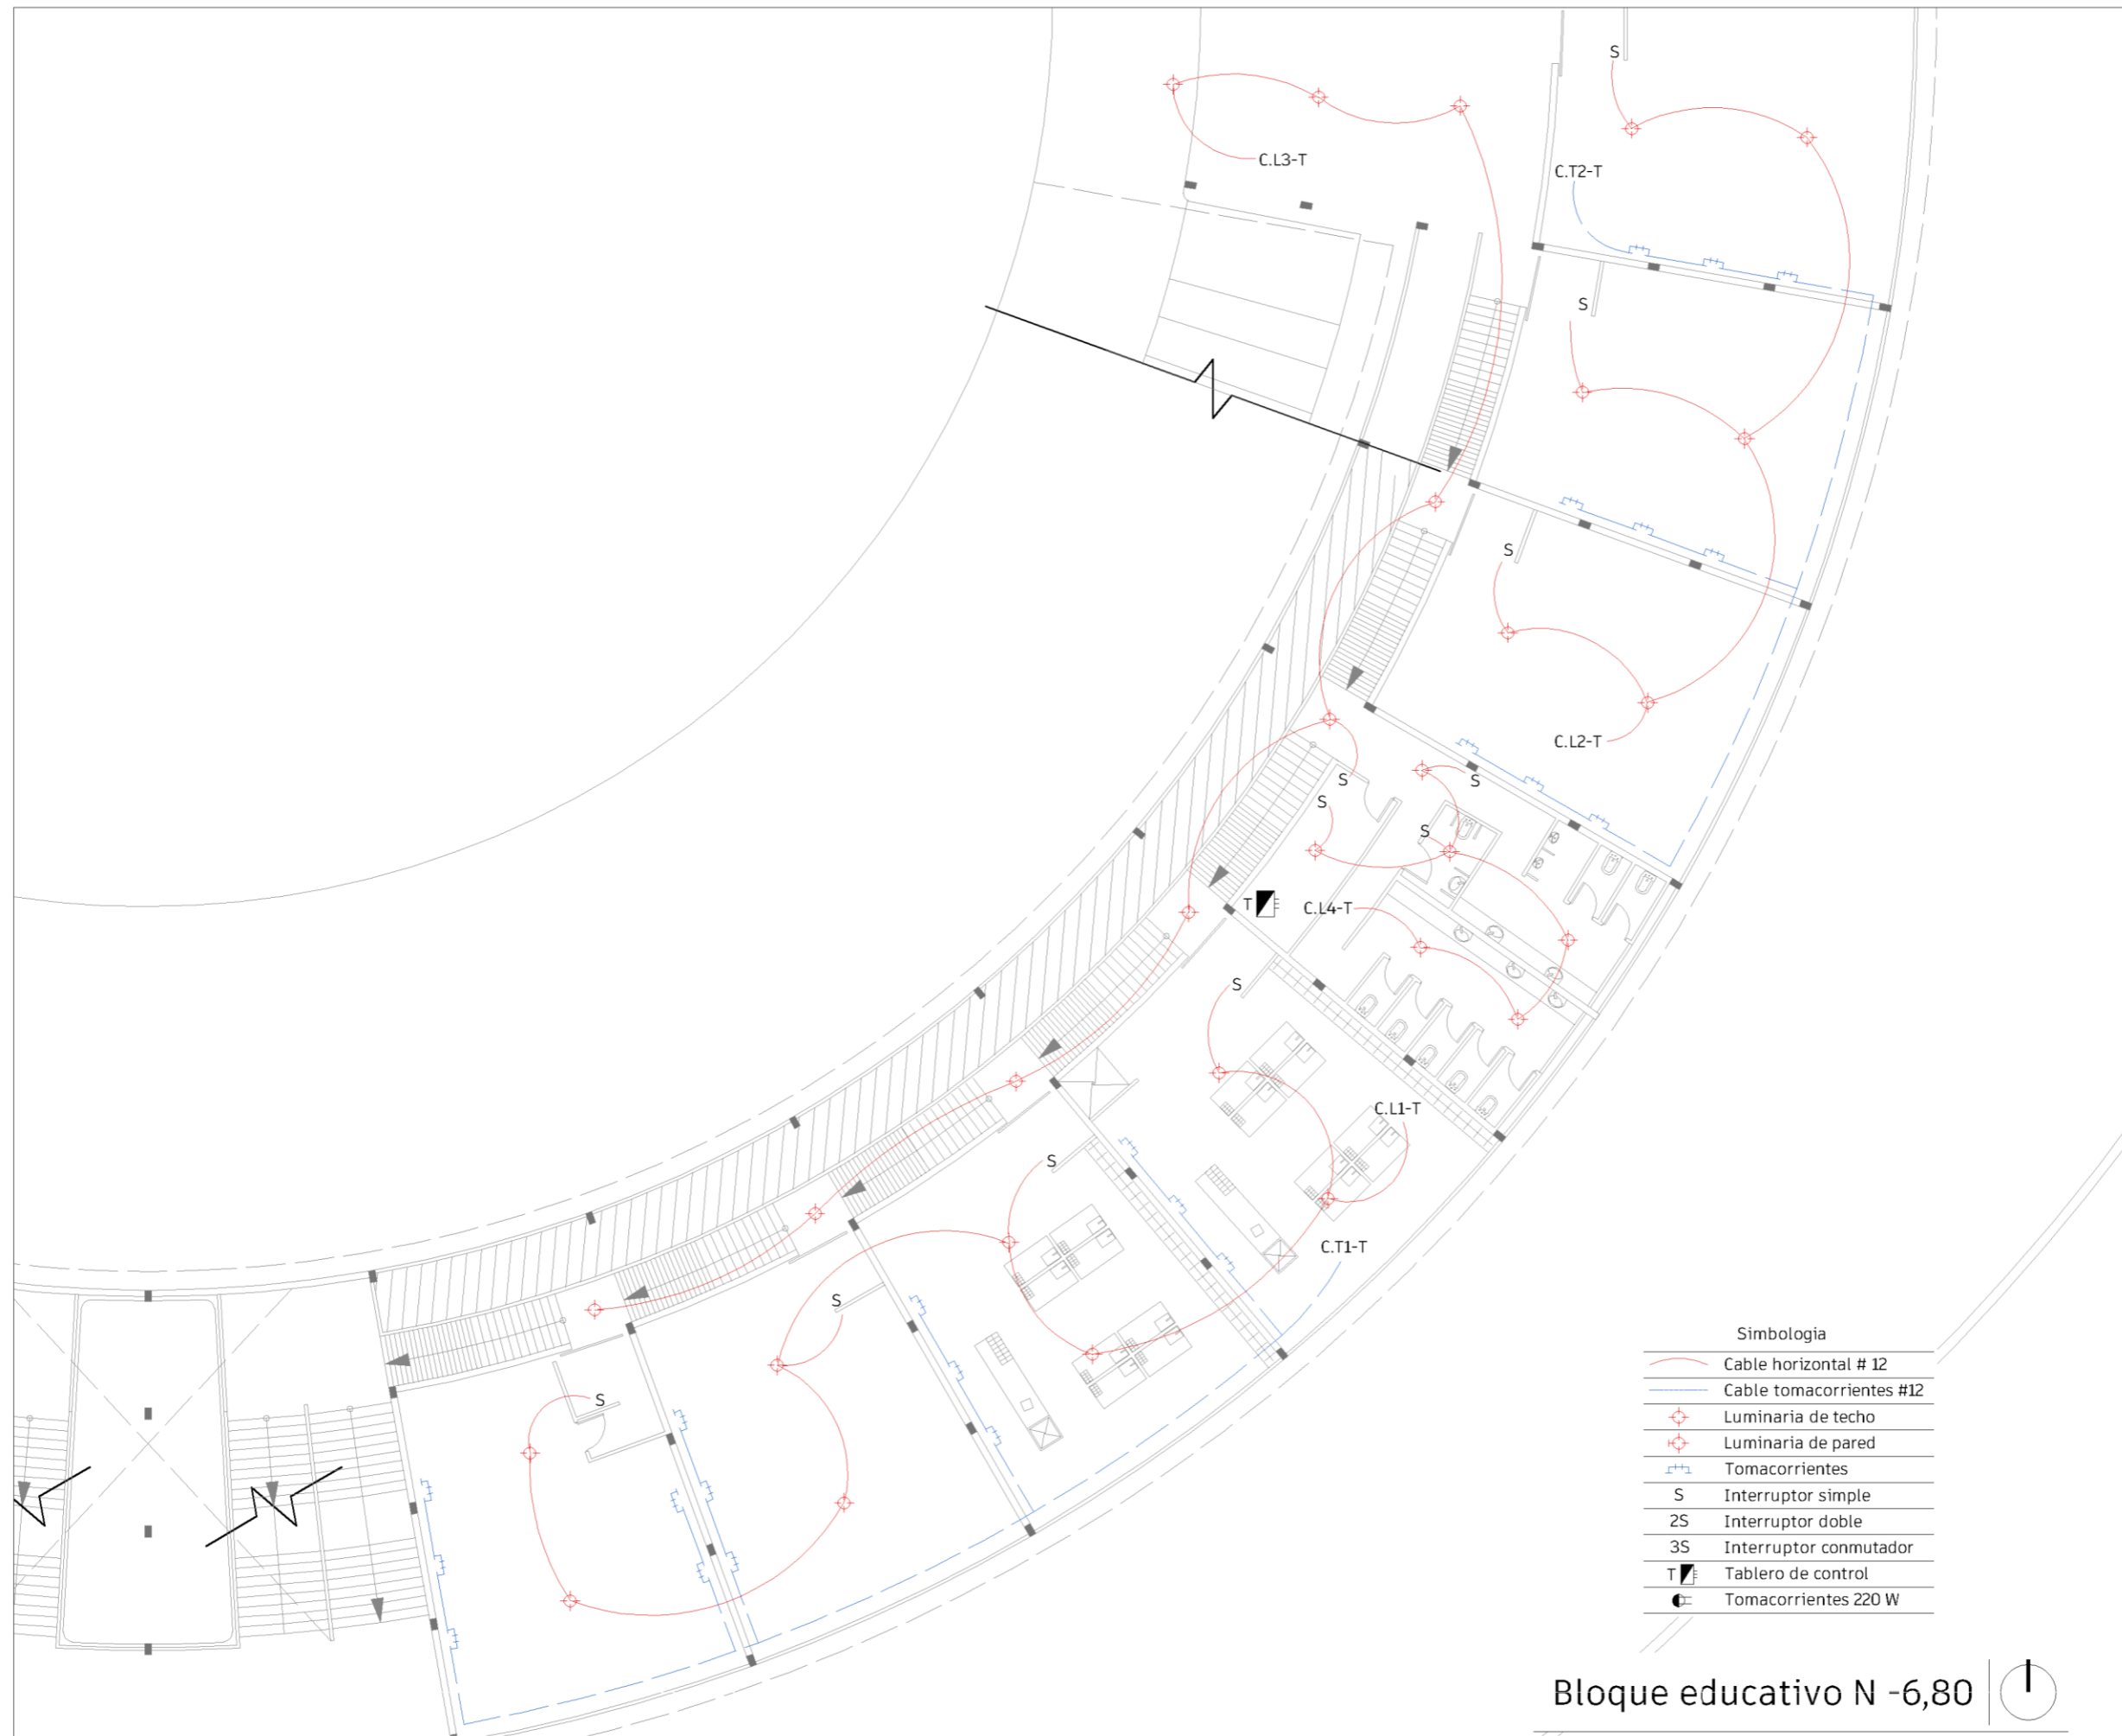 S
C.L3-T
C.T2-T
S
S
C.L2-T
S
S
S
S
T
C.L4-T
S
C.L1-T
S
C.T1-T
S
S
Simbologia
Cable horizontal # 12
Cable tomacorrientes #12
Luminaria de techo
Luminaria de pared
Tomacorrientes
S Interruptor simple
2S Interruptor doble
3S Interruptor conmutador
T Tablero de control
Tomacorrientes 220 W
Bloque educativo N -6,80